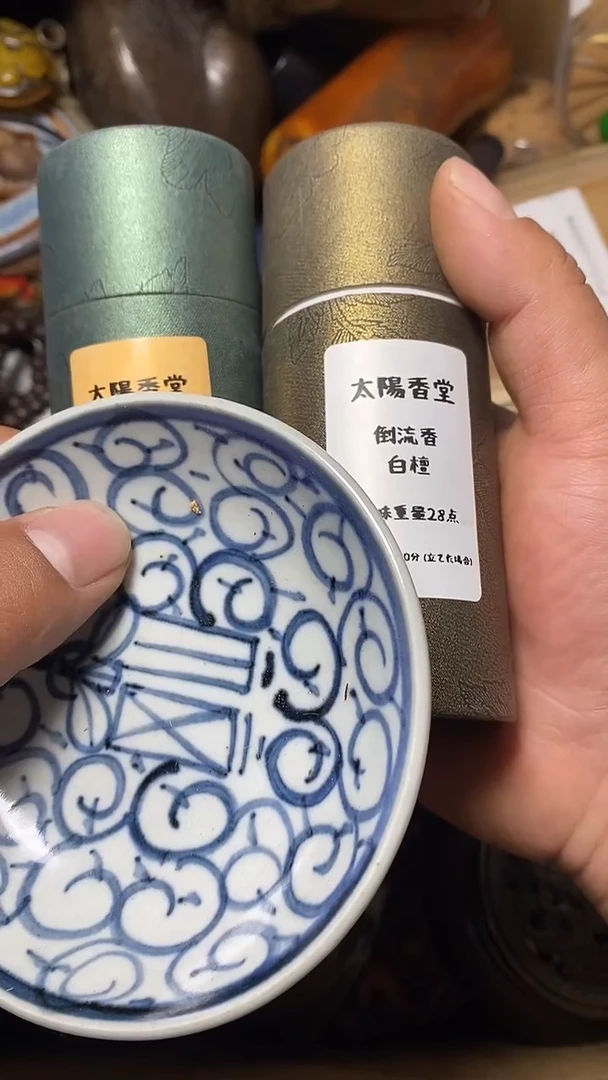 太陽香堂
太陽香堂
倒流香
白檀
味重量28点
0分(立てた場合)